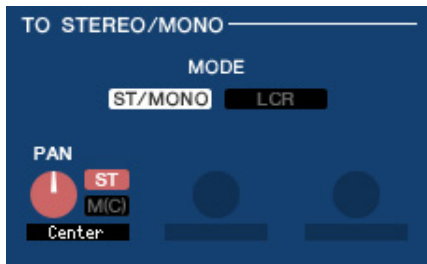 TO STEREO/MONO
MODE
ST/MONO LCR
PAN
ST
M(C)
Center